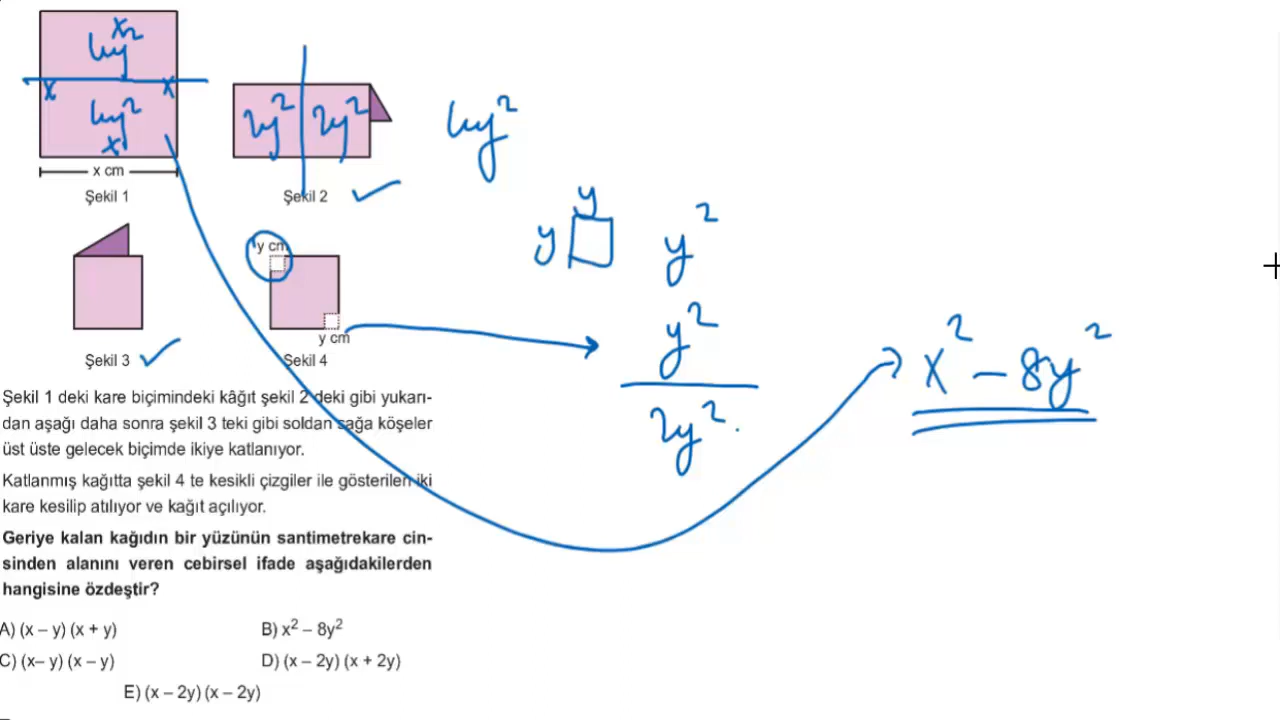 x²
4y²
x x
4y²
x
x cm
Şekil 1
2y² 2y²
Şekil 2
4y²
y
y y²
Şekil 3
y cm
y cm
Şekil 4
y²
2y²
x² – 8y²
Şekil 1 deki kare biçimindeki kâğıt şekil 2 deki gibi yukarı-
dan aşağı daha sonra şekil 3 teki gibi soldan sağa köşeler
üst üste gelecek biçimde ikiye katlanıyor.
Katlanmış kağıtta şekil 4 te kesikli çizgiler ile gösterilen iki
kare kesilip atılıyor ve kağıt açılıyor.
Geriye kalan kağıdın bir yüzünün santimetrekare cin-
sinden alanını veren cebirsel ifade aşağıdakilerden
hangisine özdeştir?
A) (x – y) (x + y) B) x² – 8y²
C) (x– y) (x – y) D) (x – 2y) (x + 2y)
E) (x – 2y) (x – 2y)